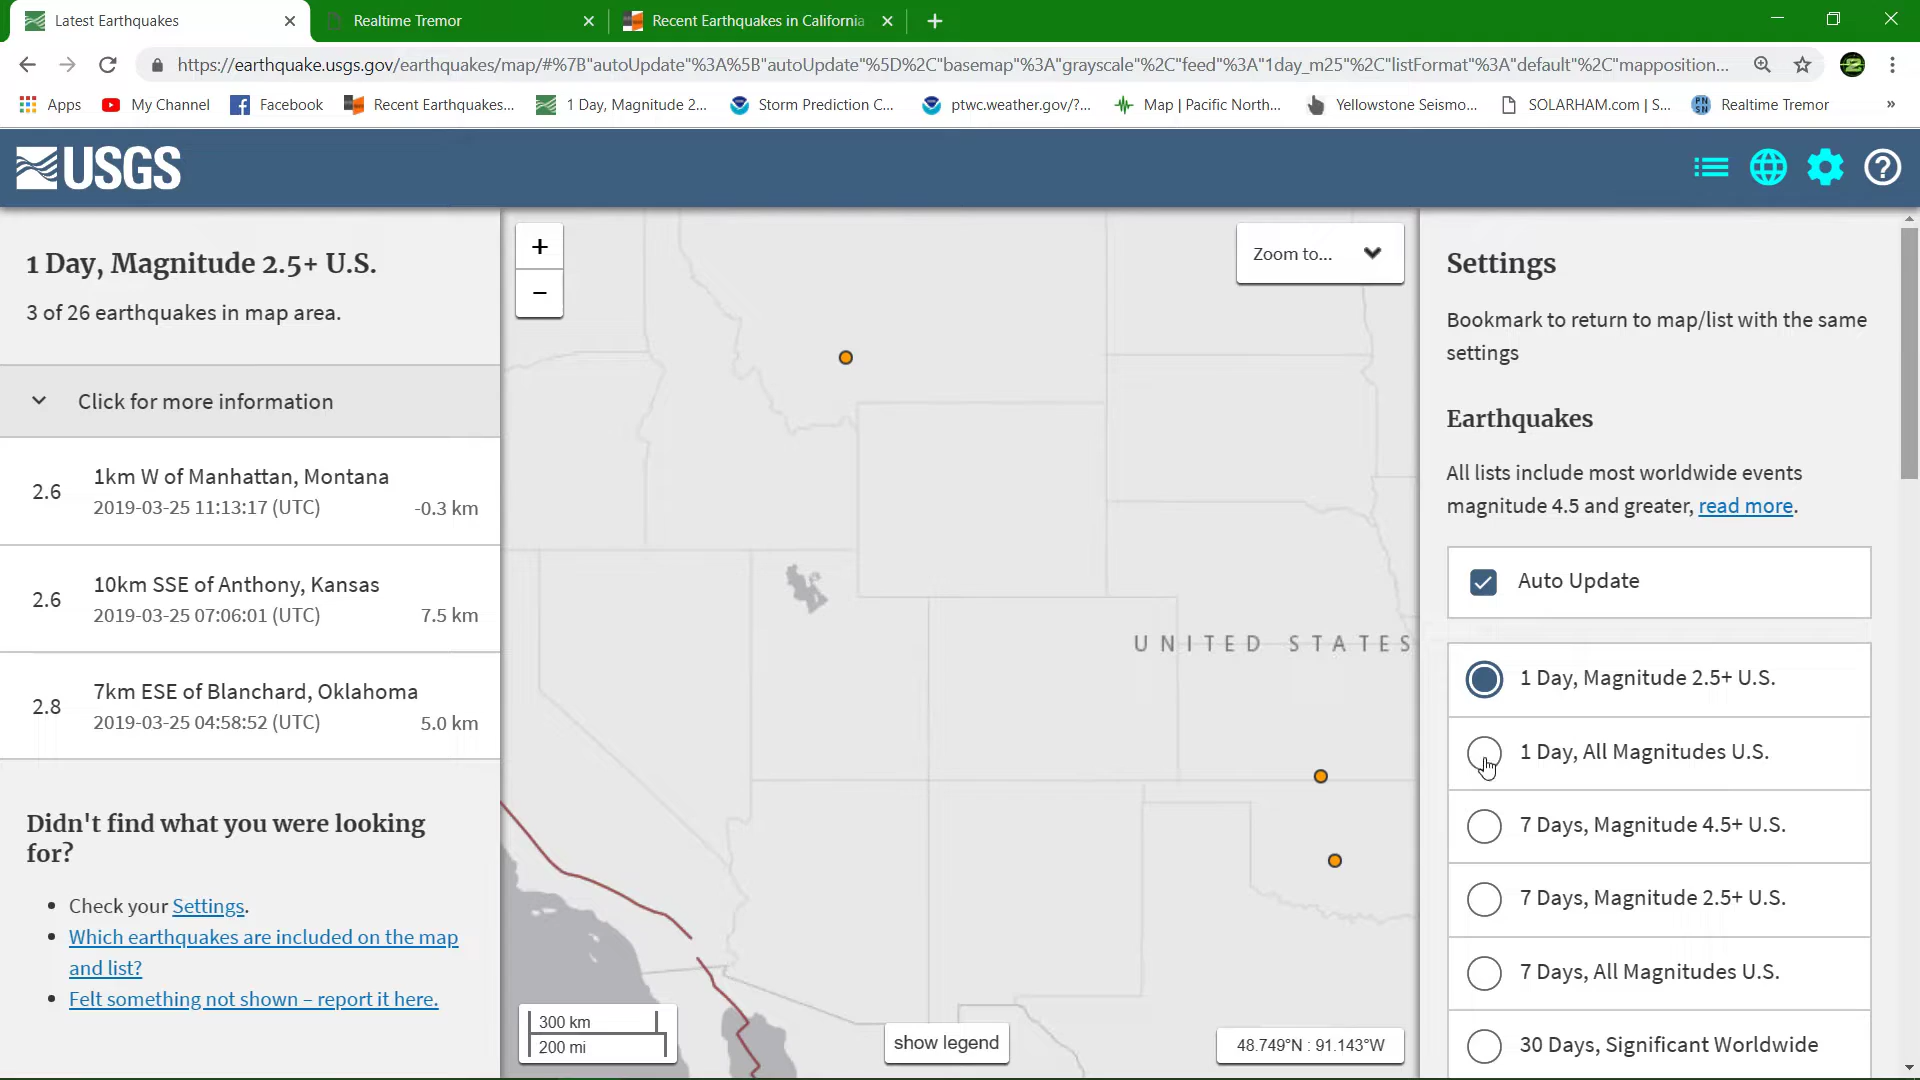 Latest Earthquakes
Realtime Tremor
Recent Earthquakes in California
https://earthquake.usgs.gov/earthquakes/map/#%7B"autoUpdate"%3A%5B"autoUpdate"%5D%2C"basemap"%3A"grayscale"%2C"feed"%3A"1day_m25"%2C"listFormat"%3A"default"%2C"mapposition...
Apps
My Channel
Facebook
Recent Earthquakes...
1 Day, Magnitude 2...
Storm Prediction C...
ptwc.weather.gov/?...
Map | Pacific North...
Yellowstone Seismo...
SOLARHAM.com | S...
Realtime Tremor
»
USGS
1 Day, Magnitude 2.5+ U.S.
3 of 26 earthquakes in map area.
Click for more information
2.6
1km W of Manhattan, Montana
2019-03-25 11:13:17 (UTC)
-0.3 km
2.6
10km SSE of Anthony, Kansas
2019-03-25 07:06:01 (UTC)
7.5 km
2.8
7km ESE of Blanchard, Oklahoma
2019-03-25 04:58:52 (UTC)
5.0 km
Didn't find what you were looking
for?
Check your Settings.
Which earthquakes are included on the map
and list?
Felt something not shown – report it here.
+
−
Zoom to...
UNITED STATES
300 km
200 mi
show legend
48.749°N : 91.143°W
Settings
Bookmark to return to map/list with the same
settings
Earthquakes
All lists include most worldwide events
magnitude 4.5 and greater, read more.
Auto Update
1 Day, Magnitude 2.5+ U.S.
1 Day, All Magnitudes U.S.
7 Days, Magnitude 4.5+ U.S.
7 Days, Magnitude 2.5+ U.S.
7 Days, All Magnitudes U.S.
30 Days, Significant Worldwide